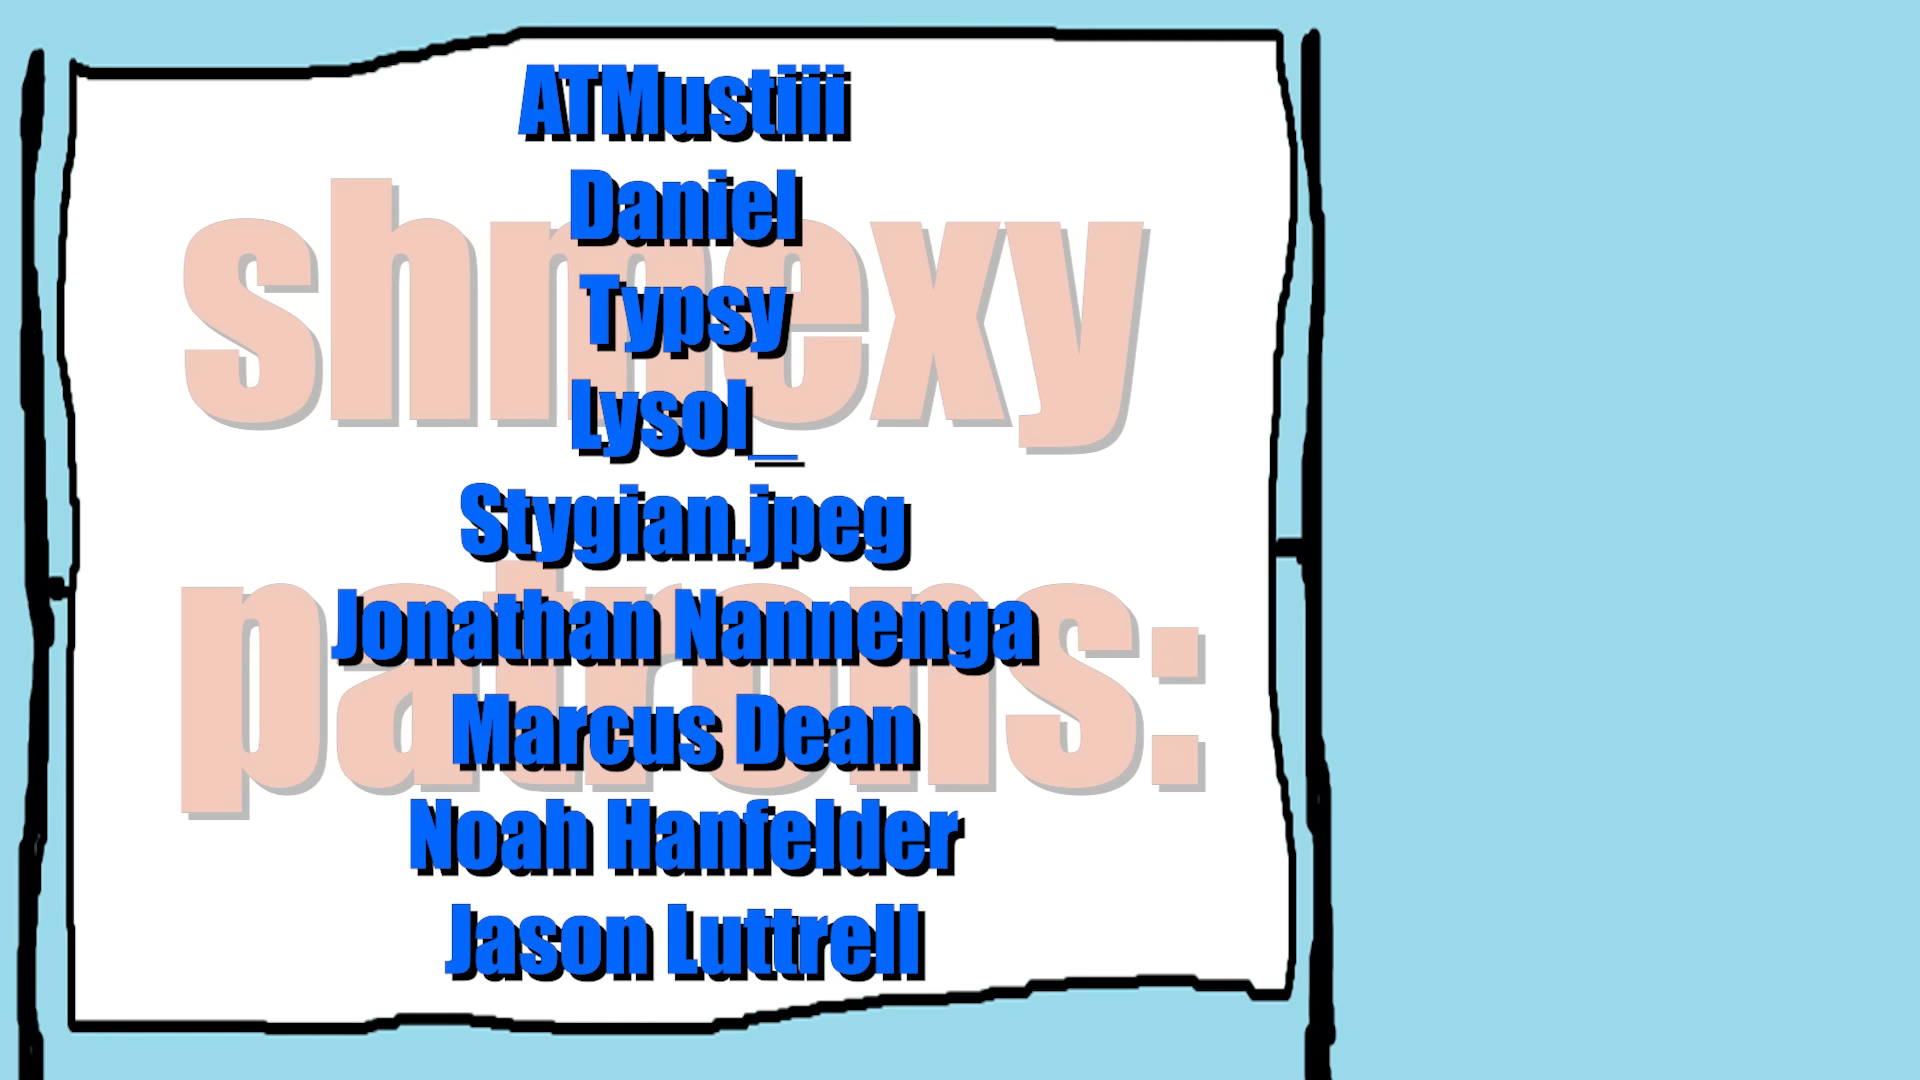 shmexy
patrons:
ATMustiii
Daniel
Typsy
Lysol_
Stygian.jpeg
Jonathan Nannenga
Marcus Dean
Noah Hanfelder
Jason Luttrell